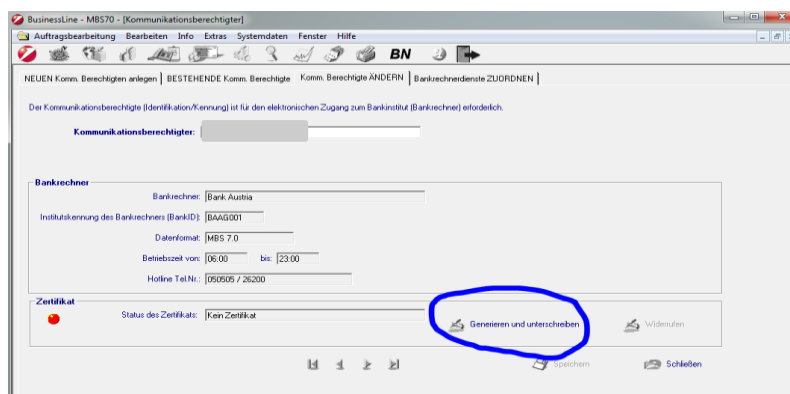 BusinessLine - MBS70 - [Kommunikationsberechtigter]
Auftragsbearbeitung Bearbeiten Info Extras Systemdaten Fenster Hilfe
BN
NEUEN Komm. Berechtigten anlegen BESTEHENDE Komm. Berechtigte Komm. Berechtigte ÄNDERN Bankrechnerdienste ZUORDNEN
Der Kommunikationsberechtigte (Identifikation/Kennung) ist für den elektronischen Zugang zum Bankinstitut (Bankrechner) erforderlich.
Kommunikationsberechtigter:
Bankrechner
Bankrechner: Bank Austria
Institutskennung des Bankrechners (BankID): BAAG001
Datenformat: MBS 7.0
Betriebszeit von: 06:00 bis: 23:00
Hotline Tel.Nr.: 050505 / 26200
Zertifikat
Status des Zertifikats: Kein Zertifikat
Generieren und unterschreiben Widerrufen
Speichern Schließen